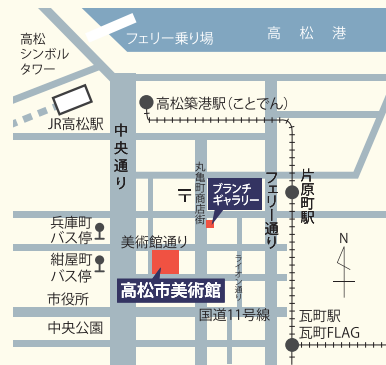 フェリー乗り場
高松港
高松
シンボル
タワー
高松築港駅(ことでん)
JR高松駅
中央通り
丸亀町商店街
ブランチ
ギャラリー
フェリー通り
片原町駅
兵庫町
バス停
美術館通り
紺屋町
バス停
ライオン通り
N
高松市美術館
市役所
国道11号線
中央公園
瓦町駅
瓦町FLAG